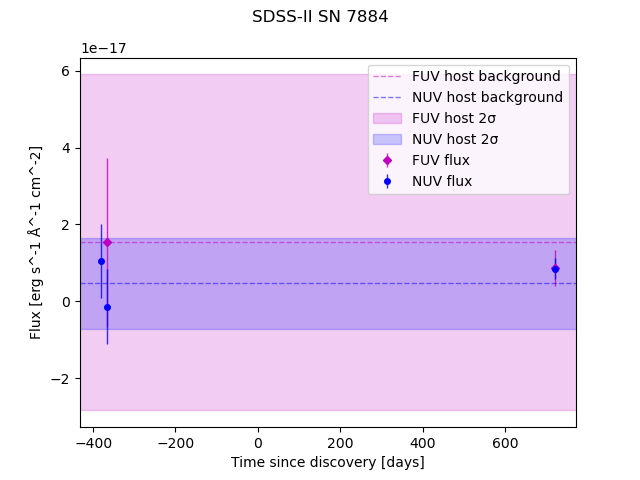 SDSS-II SN 7884
1e−17
FUV host background
NUV host background
FUV host 2σ
NUV host 2σ
FUV flux
NUV flux
6
4
2
0
−2
Flux [erg s^-1 Å^-1 cm^-2]
−400 −200 0 200 400 600
Time since discovery [days]